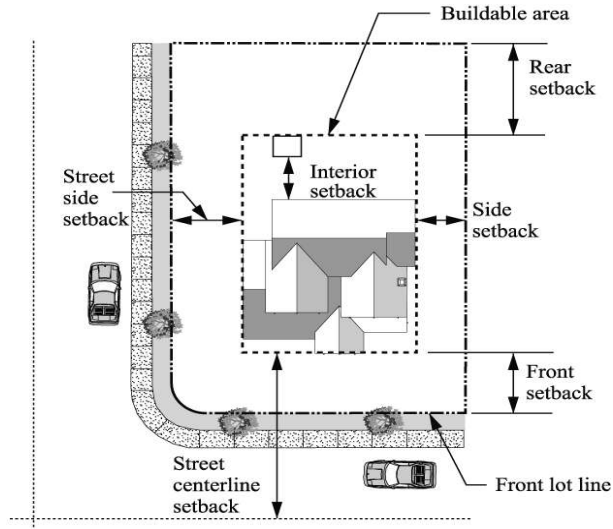 Buildable area
Rear
setback
Interior
setback
Street
side
setback
Side
setback
Front
setback
Street
centerline
setback
Front lot line